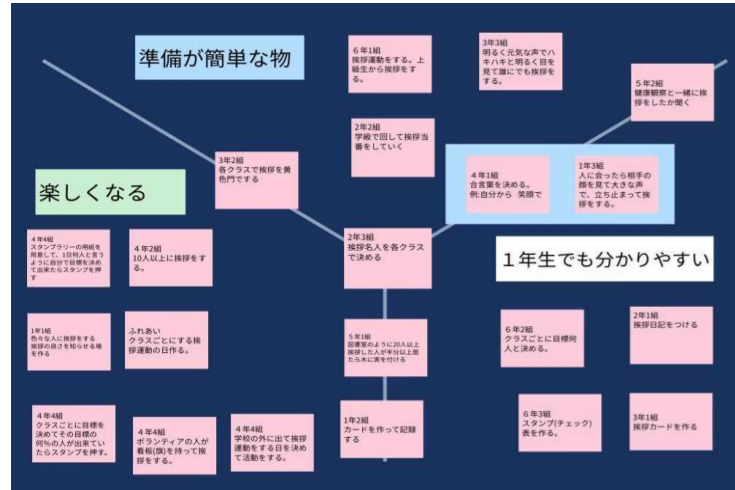 準備が簡単な物
6年1組
挨拶運動をする。上
級生から挨拶をす
る。
3年3組
明るく元気な声でハ
キハキと明るく目を
見て誰にでも挨拶を
する。
5年2組
健康観察と一緒に挨
拶をしたか聞く
2年2組
学級で回して挨拶当
番をしていく
3年2組
各クラスで挨拶を黄
色門でする
4年1組
合言葉を決める。
例:自分から 笑顔で
1年3組
人に会ったら相手の
顔を見て大きな声
で、立ち止まって挨
拶をする。
楽しくなる
2年3組
挨拶名人を各クラス
で決める
1年生でも分かりやすい
4年4組
スタンプラリーの用紙を
用意して、1日何人と言う
ように自分で目標を決め
て出来たらスタンプを押
す
4年2組
10人以上に挨拶をす
る。
1年1組
色々な人に挨拶をする
挨拶の良さを知らせる場
を作る
ふれあい
クラスごとにする挨
拶運動の日作る。
5年1組
図書室のように20人以上
挨拶した人が半分以上居
たら木に実を付ける
6年2組
クラスごとに目標何
人と決める。
2年1組
挨拶日記をつける
4年4組
クラスごとに目標を
決めてその目標の
何%の人が出来てい
たらスタンプを押す。
4年4組
ボランティアの人が
看板(旗)を持って挨
拶をする。
4年4組
学校の外に出て挨拶
運動をする日を決め
て活動をする。
1年2組
カードを作って記録
する
6年3組
スタンプ(チェック)
表を作る。
3年1組
挨拶カードを作る